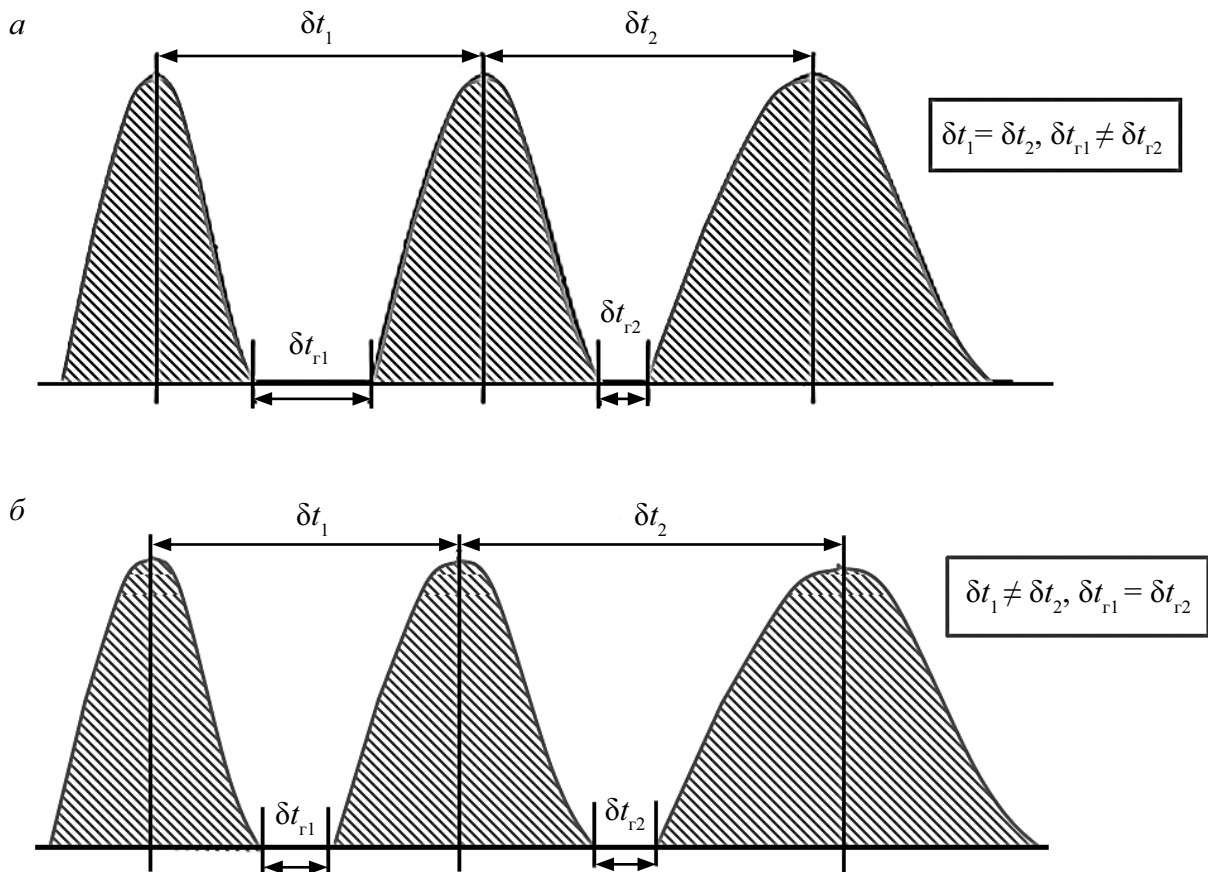 а
δt₁ δt₂
δt₁ = δt₂, δtг1 ≠ δtг2
δtг1 δtг2
б
δt₁ δt₂
δt₁ ≠ δt₂, δtг1 = δtг2
δtг1 δtг2